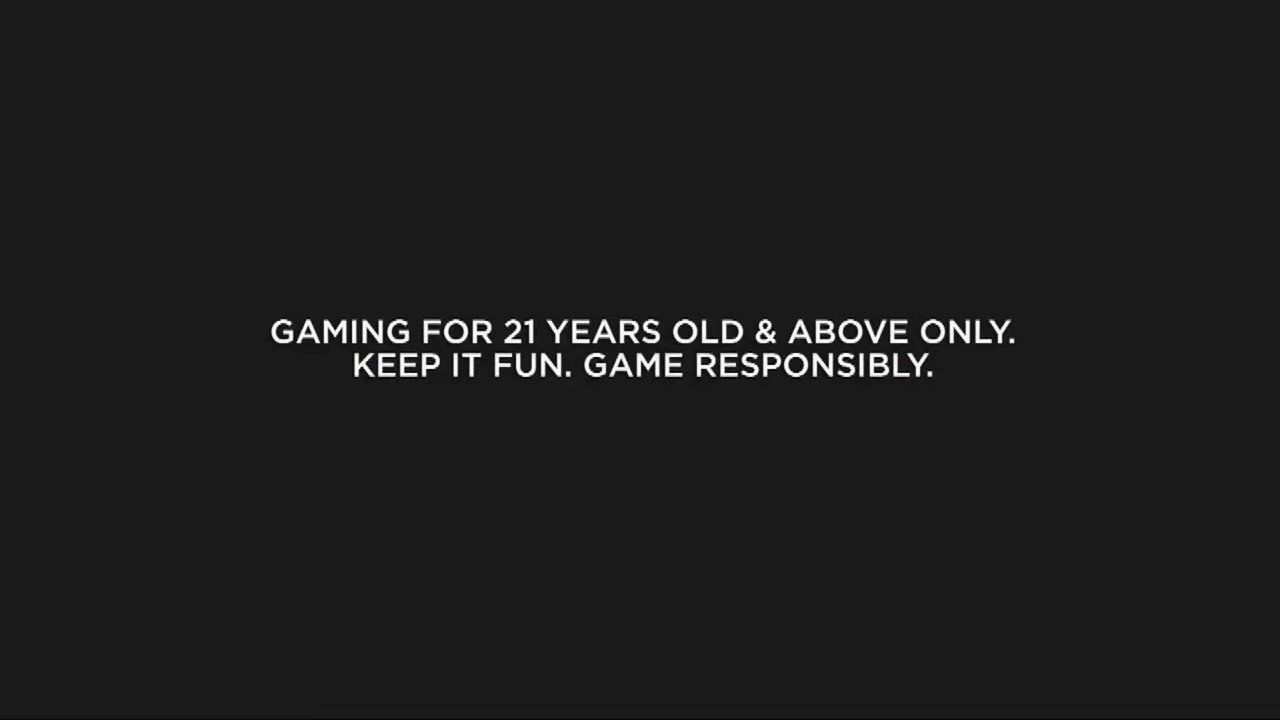 GAMING FOR 21 YEARS OLD & ABOVE ONLY.
KEEP IT FUN. GAME RESPONSIBLY.